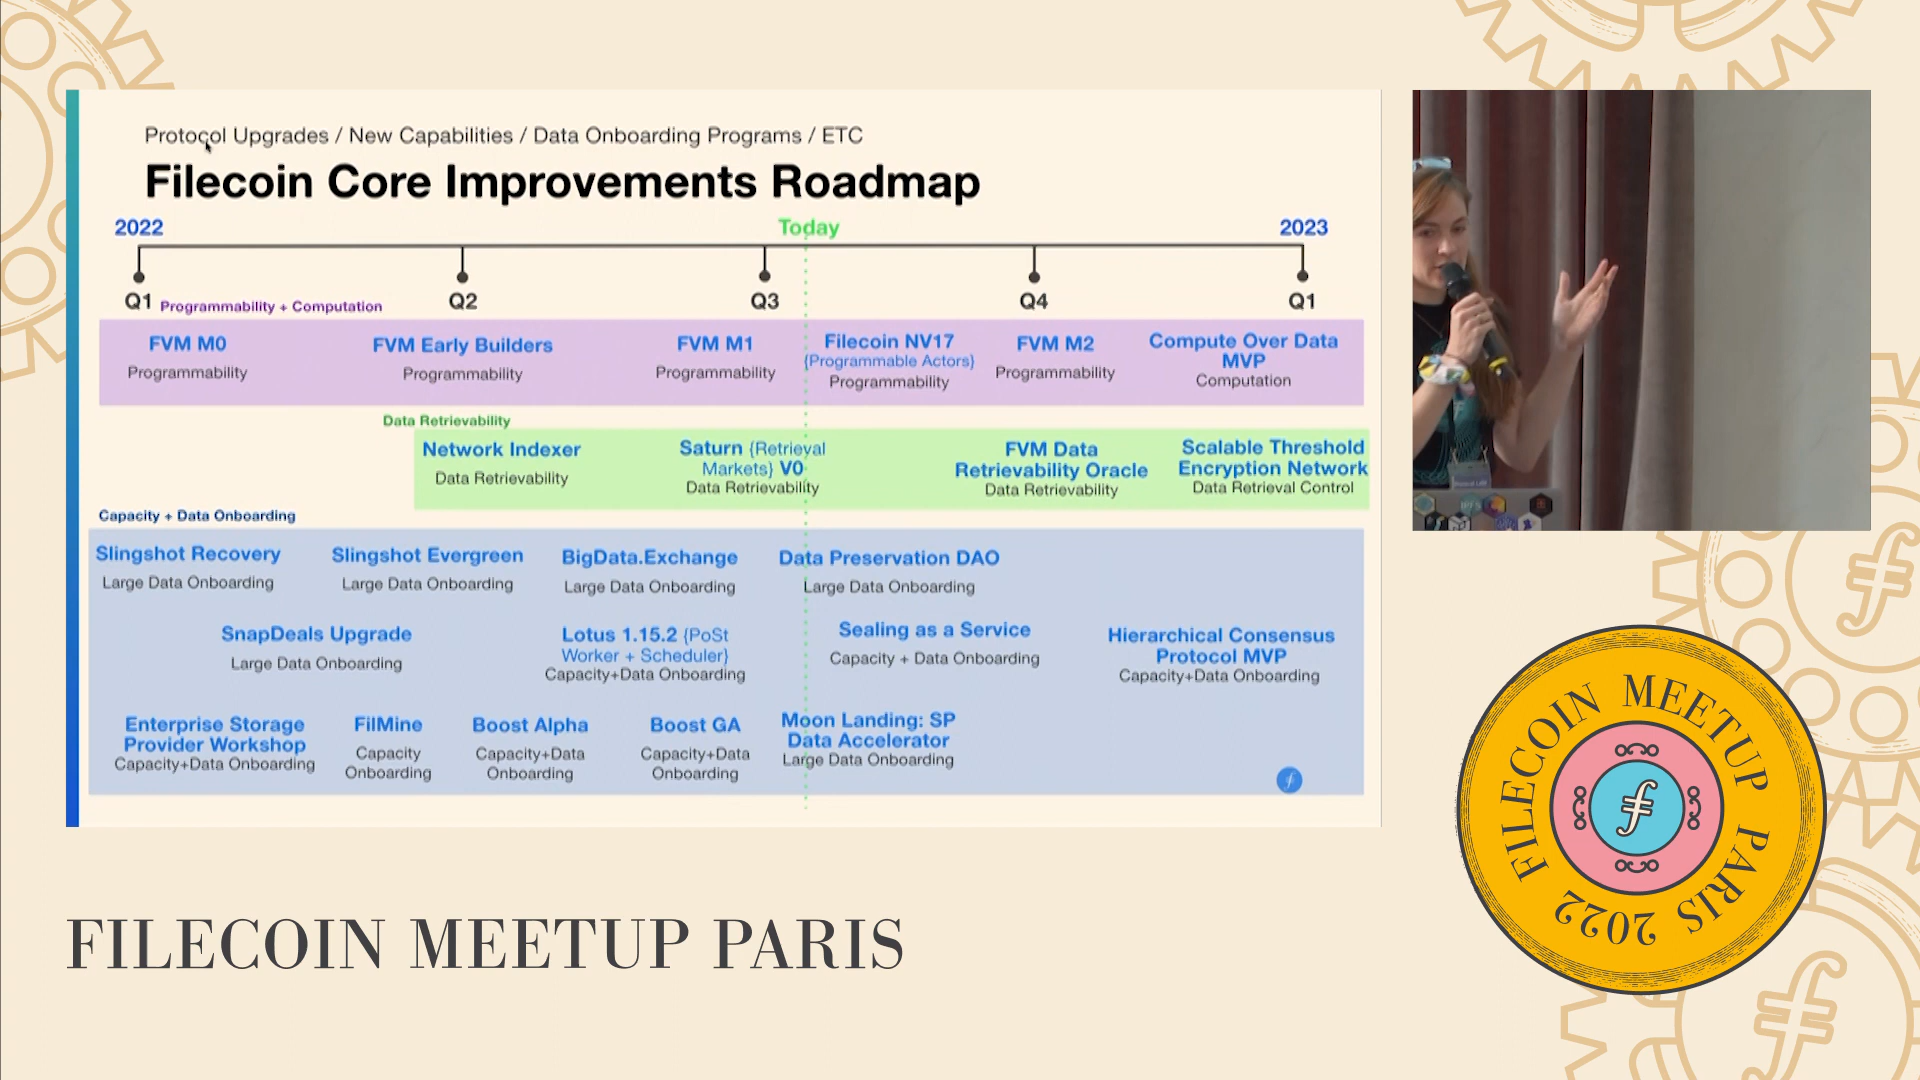 Protocol Upgrades / New Capabilities / Data Onboarding Programs / ETC
Filecoin Core Improvements Roadmap
2022
Today
2023
Q1
Q2
Q3
Q4
Q1
Programmability + Computation
FVM M0
Programmability
FVM Early Builders
Programmability
FVM M1
Programmability
Filecoin NV17
{Programmable Actors}
Programmability
FVM M2
Programmability
Compute Over Data
MVP
Computation
Data Retrievability
Network Indexer
Data Retrievability
Saturn {Retrieval
Markets} V0
Data Retrievability
FVM Data
Retrievability Oracle
Data Retrievability
Scalable Threshold
Encryption Network
Data Retrieval Control
Capacity + Data Onboarding
Slingshot Recovery
Large Data Onboarding
Slingshot Evergreen
Large Data Onboarding
BigData.Exchange
Large Data Onboarding
Data Preservation DAO
Large Data Onboarding
SnapDeals Upgrade
Large Data Onboarding
Lotus 1.15.2 {PoSt
Worker + Scheduler}
Capacity+Data Onboarding
Sealing as a Service
Capacity + Data Onboarding
Hierarchical Consensus
Protocol MVP
Capacity+Data Onboarding
Enterprise Storage
Provider Workshop
Capacity+Data Onboarding
FilMine
Capacity
Onboarding
Boost Alpha
Capacity+Data
Onboarding
Boost GA
Capacity+Data
Onboarding
Moon Landing: SP
Data Accelerator
Large Data Onboarding
FILECOIN MEETUP PARIS
FILECOIN MEETUP PARIS 2022